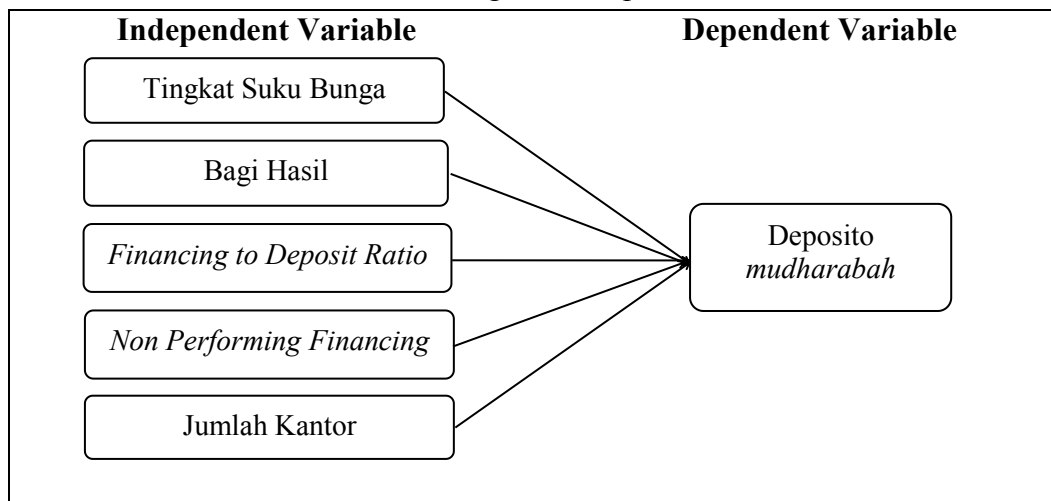 Independent Variable
Dependent Variable
Tingkat Suku Bunga
Bagi Hasil
Financing to Deposit Ratio
Non Performing Financing
Jumlah Kantor
Deposito
mudharabah